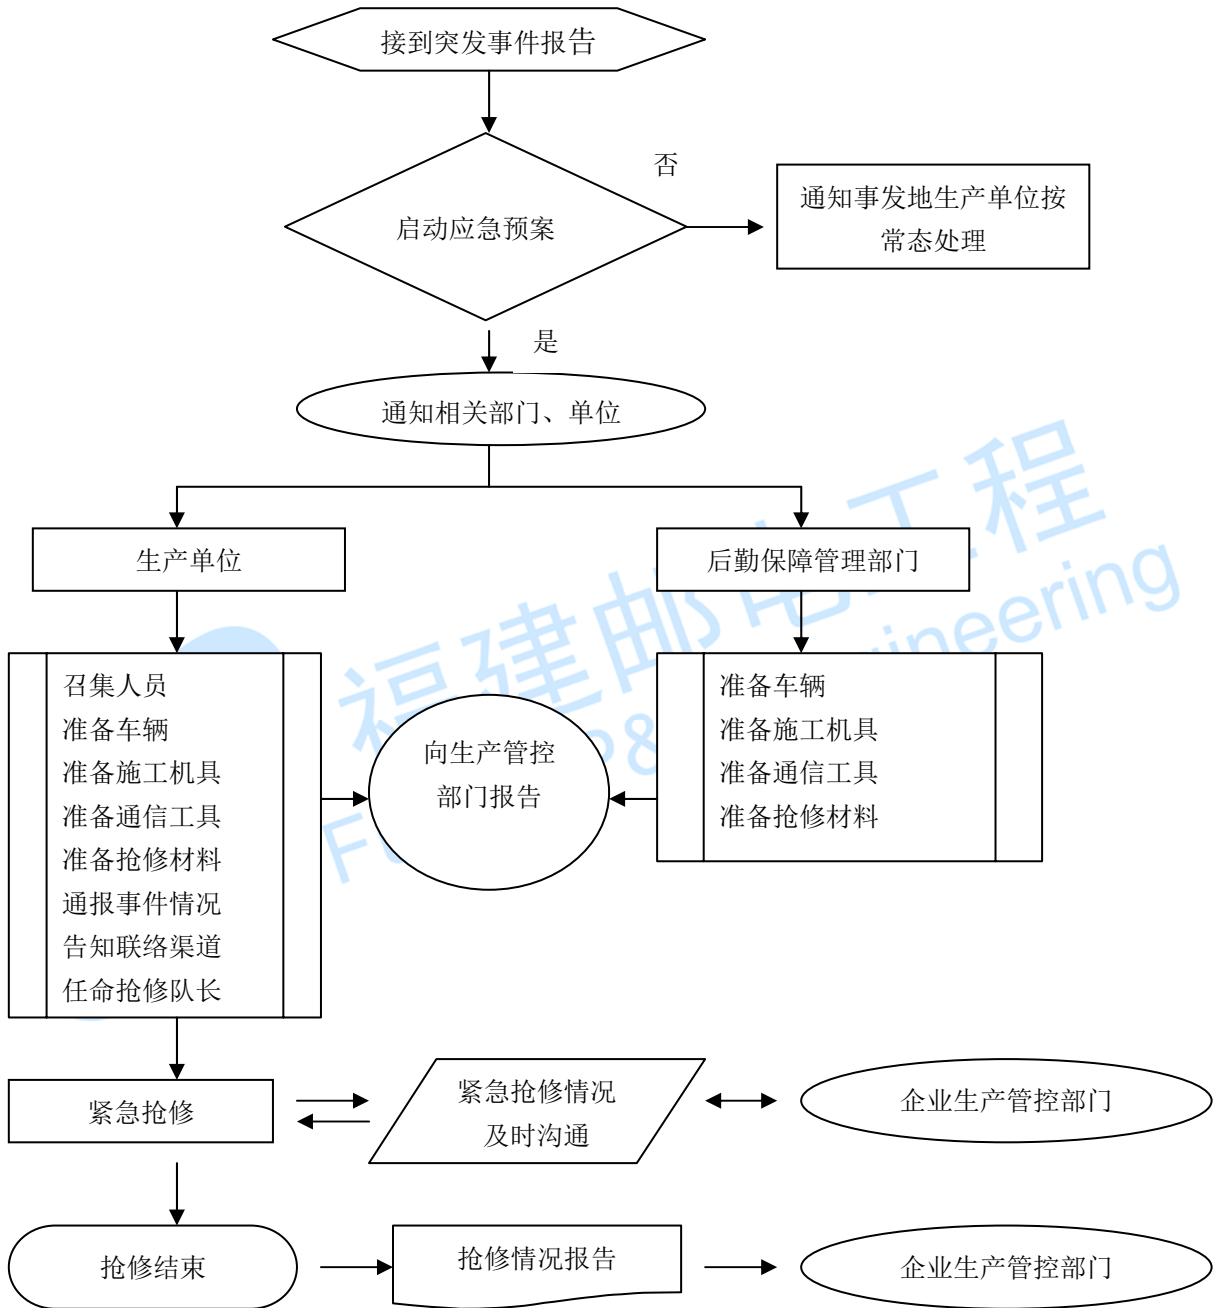 接到突发事件报告
否
启动应急预案
通知事发地生产单位按
常态处理
是
通知相关部门、单位
生产单位
后勤保障管理部门
召集人员
准备车辆
准备施工机具
准备通信工具
准备抢修材料
通报事件情况
告知联络渠道
任命抢修队长
向生产管控
部门报告
准备车辆
准备施工机具
准备通信工具
准备抢修材料
紧急抢修
紧急抢修情况
及时沟通
企业生产管控部门
抢修结束
抢修情况报告
企业生产管控部门
福建邮电工程